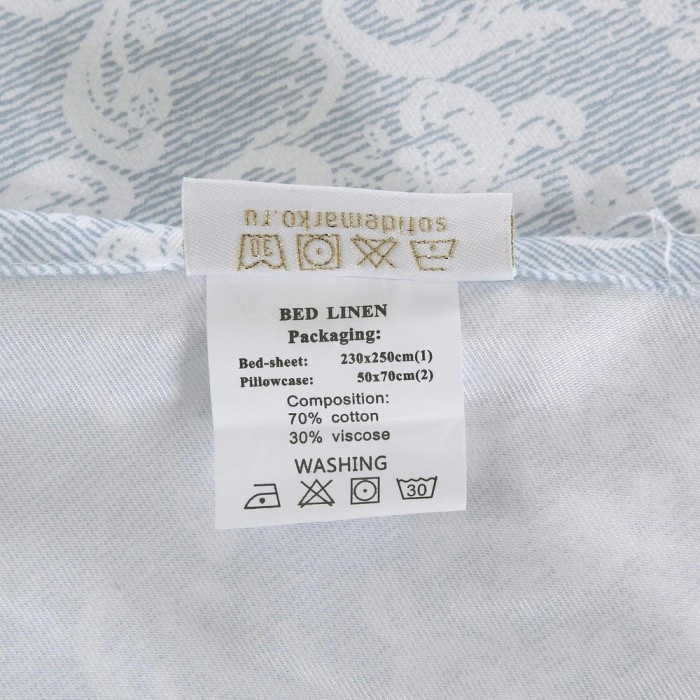 sofidemarko.ru
30
BED LINEN
Packaging:
Bed-sheet: 230x250cm(1)
Pillowcase: 50x70cm(2)
Composition:
70% cotton
30% viscose
WASHING
30